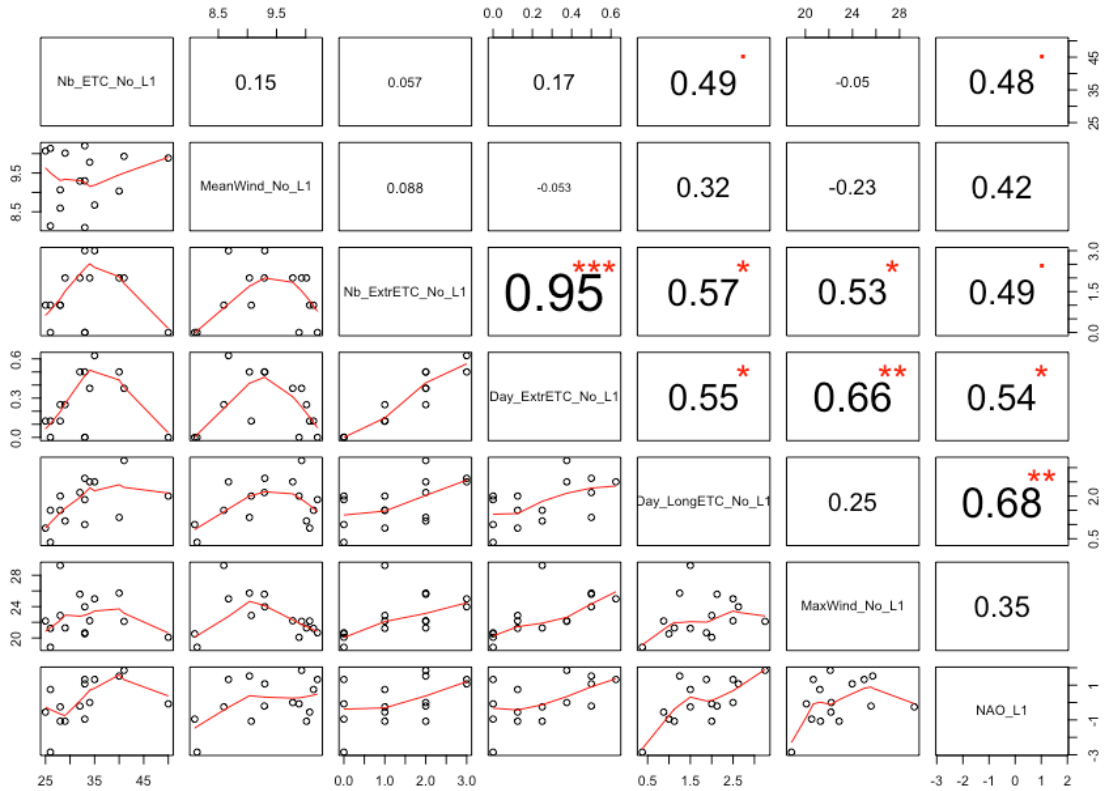 8.5 9.5 0.0 0.2 0.4 0.6 20 24 28
Nb_ETC_No_L1 0.15 0.057 0.17 0.49 . -0.05 0.48 . 25 35 45
8.5 9.5 MeanWind_No_L1 0.088 -0.053 0.32 -0.23 0.42
Nb_ExtrETC_No_L1 0.95 *** 0.57 * 0.53 * 0.49 . 0.0 1.5 3.0
0.0 0.3 0.6 Day_ExtrETC_No_L1 0.55 * 0.66 ** 0.54 *
Day_LongETC_No_L1 0.25 0.68 ** 0.5 2.0
20 24 28 MaxWind_No_L1 0.35
NAO_L1 -3 -1 1
25 35 45 0.0 1.0 2.0 3.0 0.5 1.5 2.5 -3 -2 -1 0 1 2